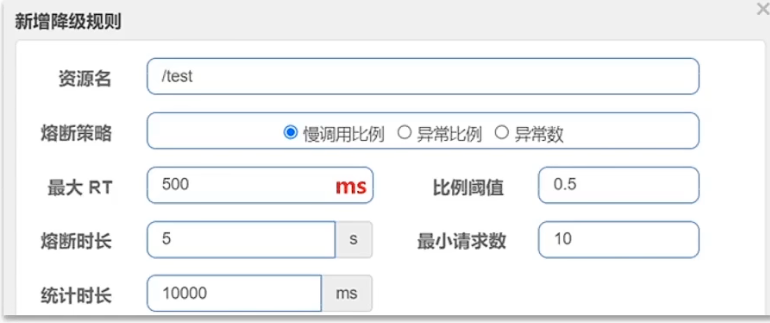 新增降级规则
资源名 /test
熔断策略 慢调用比例 异常比例 异常数
最大 RT 500 ms 比例阈值 0.5
熔断时长 5 s 最小请求数 10
统计时长 10000 ms